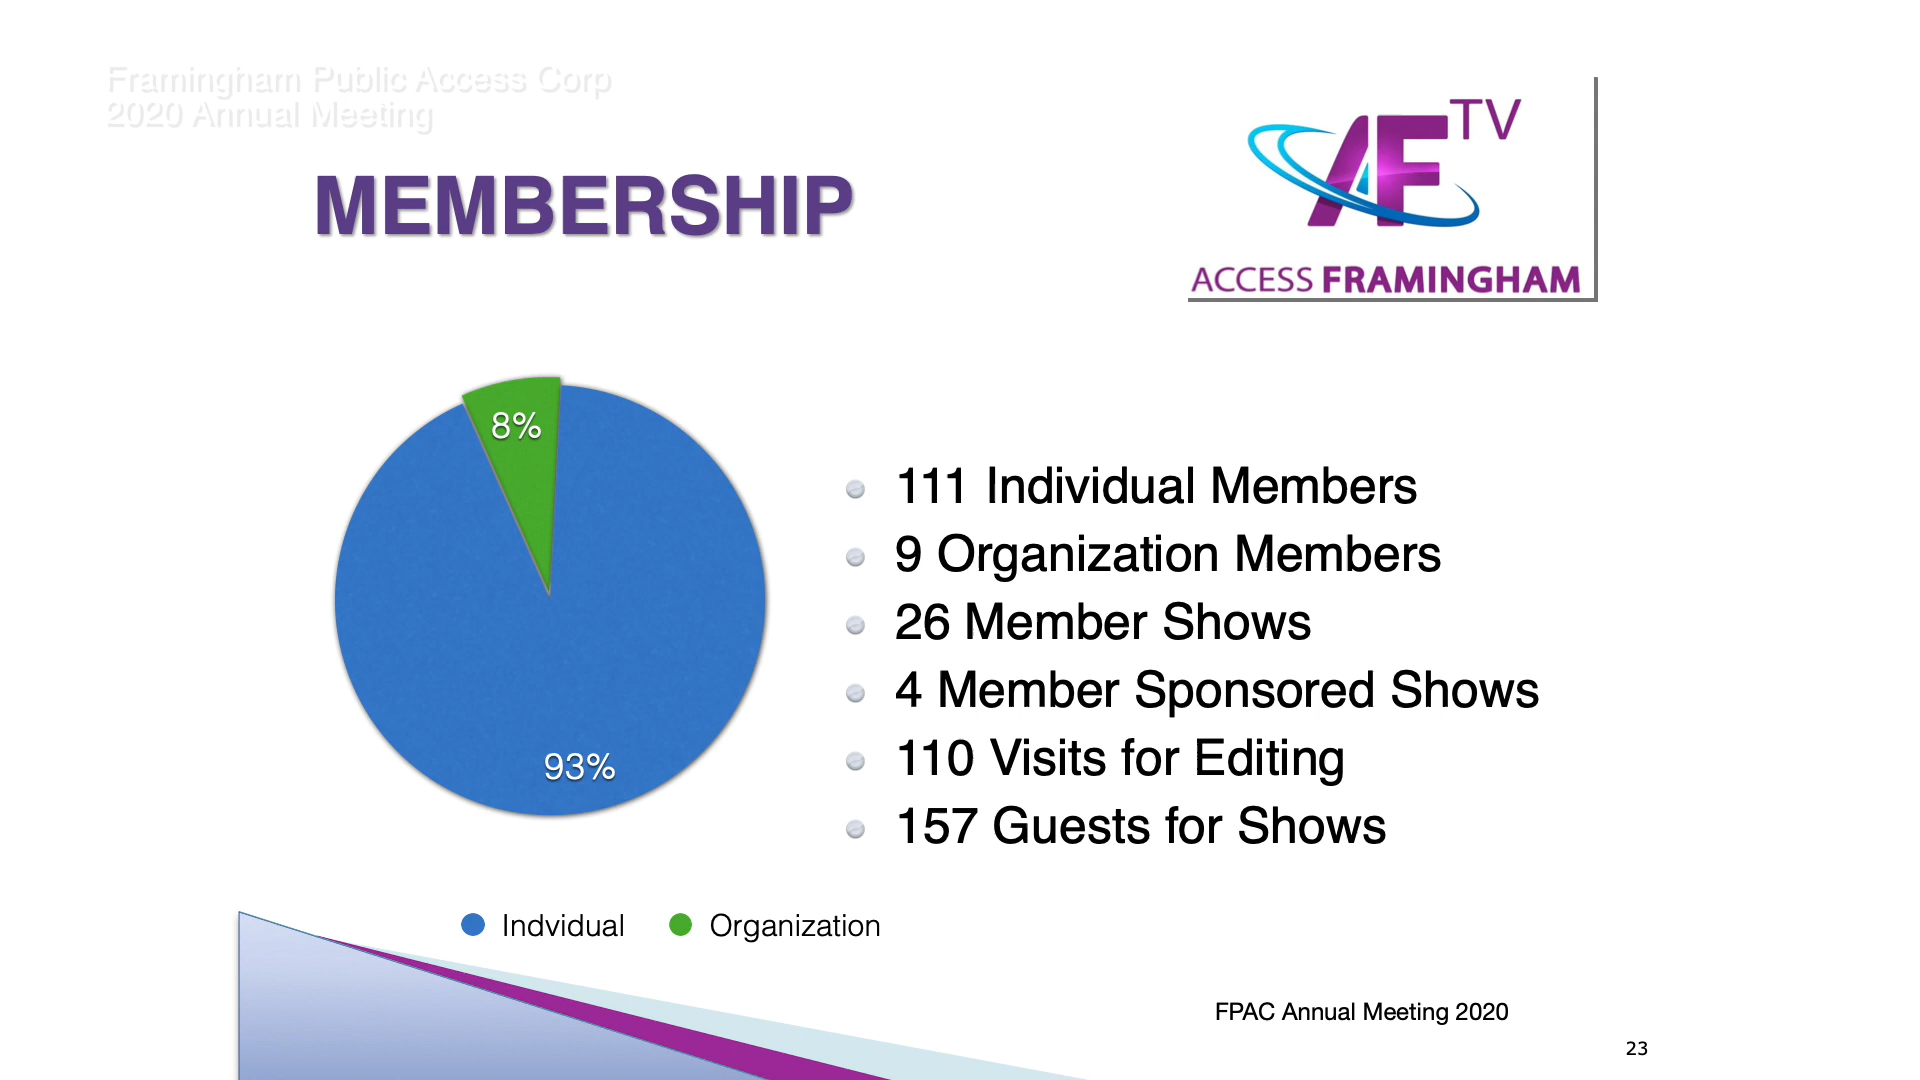 Framingham Public Access Corp
2020 Annual Meeting
MEMBERSHIP
AF TV
ACCESS FRAMINGHAM
8%
93%
111 Individual Members
9 Organization Members
26 Member Shows
4 Member Sponsored Shows
110 Visits for Editing
157 Guests for Shows
Indvidual
Organization
FPAC Annual Meeting 2020
23